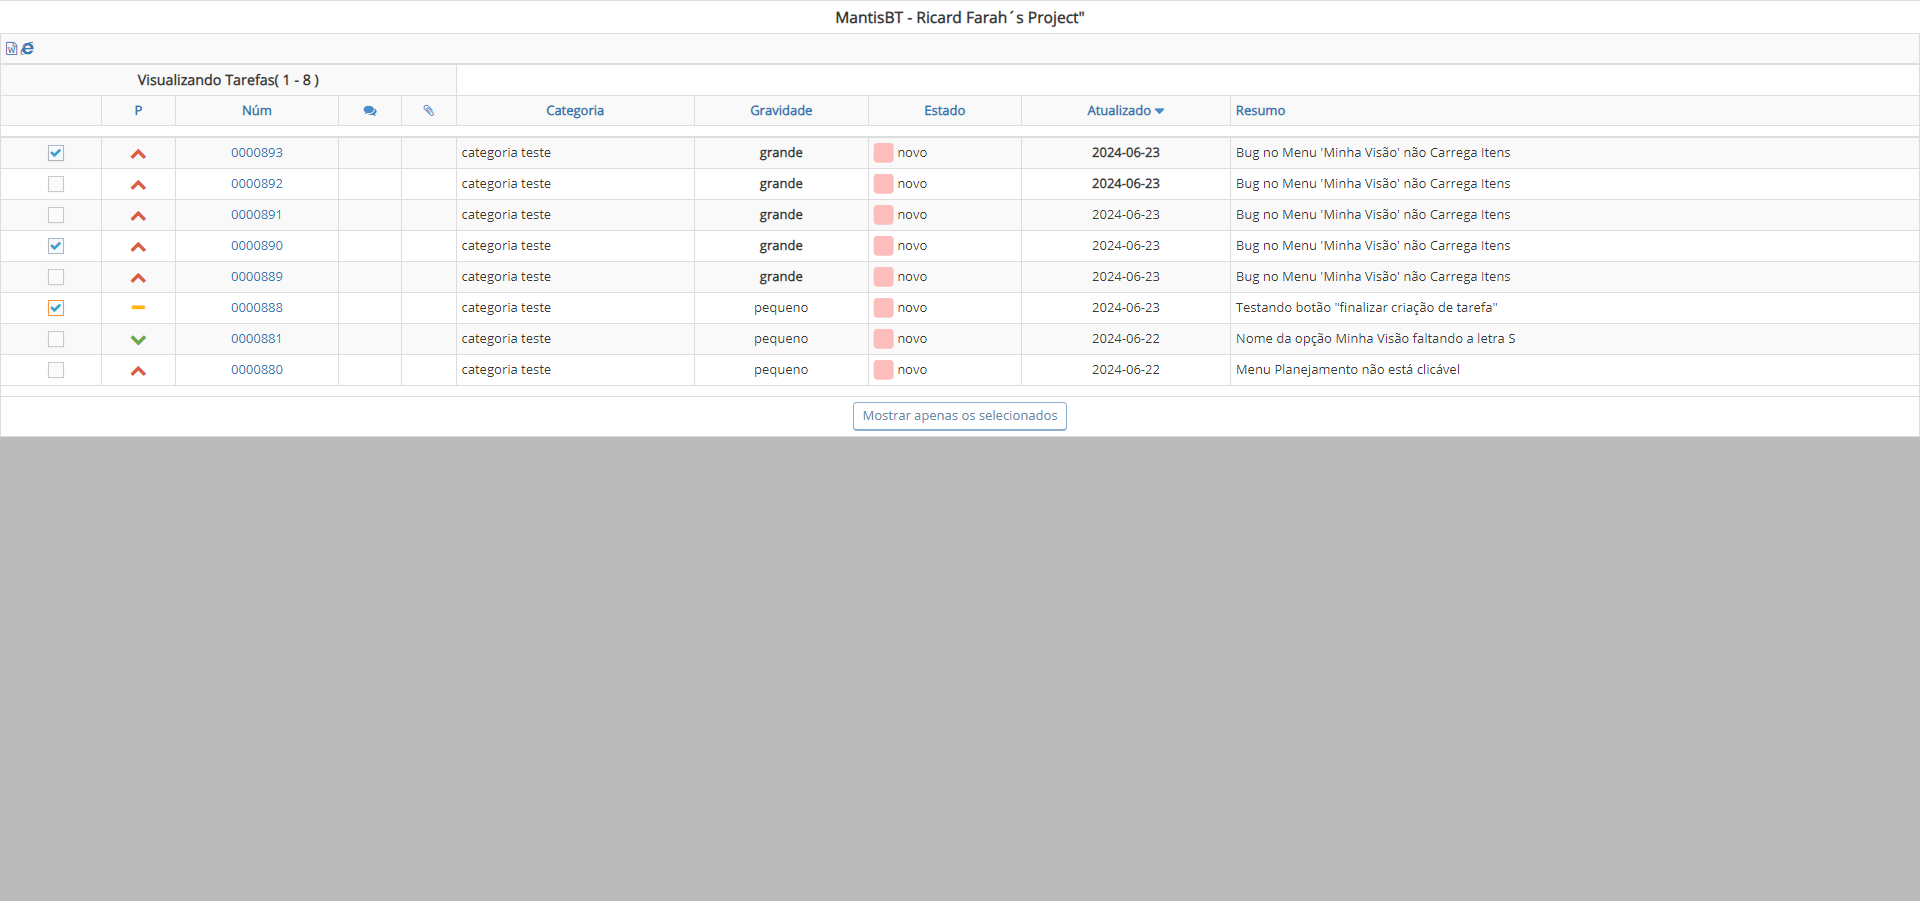 MantisBT - Ricard Farah´s Project"
Visualizando Tarefas( 1 - 8 )
P Núm Categoria Gravidade Estado Atualizado Resumo
0000893 categoria teste grande novo 2024-06-23 Bug no Menu 'Minha Visão' não Carrega Itens
0000892 categoria teste grande novo 2024-06-23 Bug no Menu 'Minha Visão' não Carrega Itens
0000891 categoria teste grande novo 2024-06-23 Bug no Menu 'Minha Visão' não Carrega Itens
0000890 categoria teste grande novo 2024-06-23 Bug no Menu 'Minha Visão' não Carrega Itens
0000889 categoria teste grande novo 2024-06-23 Bug no Menu 'Minha Visão' não Carrega Itens
0000888 categoria teste pequeno novo 2024-06-23 Testando botão "finalizar criação de tarefa"
0000881 categoria teste pequeno novo 2024-06-22 Nome da opção Minha Visão faltando a letra S
0000880 categoria teste pequeno novo 2024-06-22 Menu Planejamento não está clicável
Mostrar apenas os selecionados